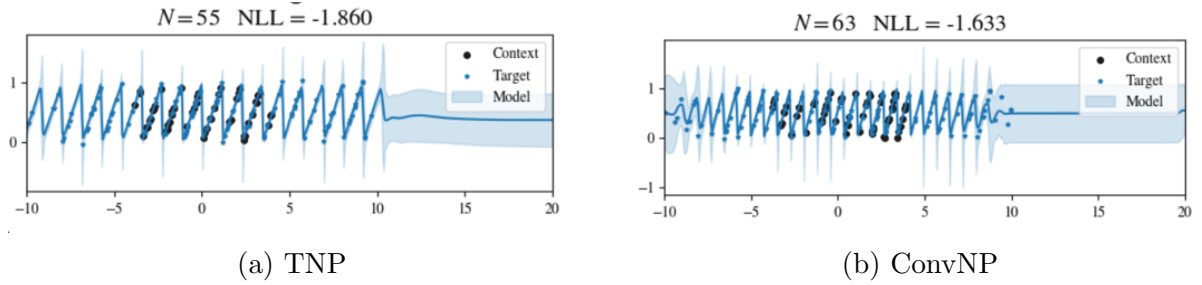 N=55 NLL = -1.860
Context
Target
Model
1
0
-10
-5
0
5
10
15
20
(a) TNP
N=63 NLL = -1.633
Context
Target
Model
1
0
−1
−10
−5
0
5
10
15
20
(b) ConvNP